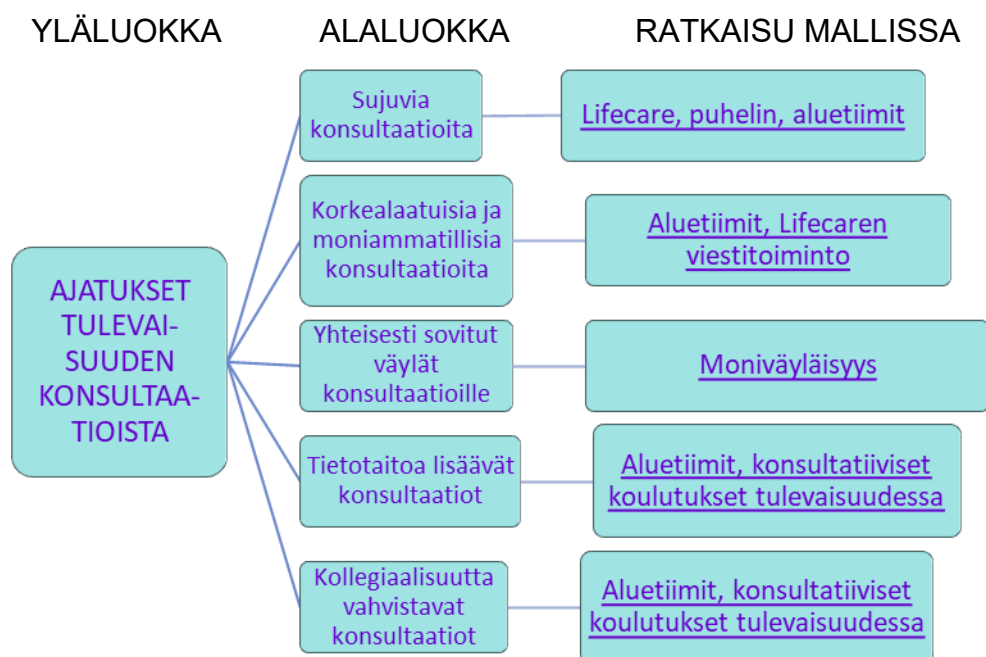 YLÄLUOKKA
ALALUOKKA
RATKAISU MALLISSA
AJATUKSET
TULEVAI-
SUUDEN
KONSULTAA-
TIOISTA
Sujuvia
konsultaatioita
Lifecare, puhelin, aluetiimit
Korkealaatuisia ja
moniammatillisia
konsultaatioita
Aluetiimit, Lifecaren
viestitoiminto
Yhteisesti sovitut
väylät
konsultaatioille
Moniväyläisyys
Tietotaitoa lisäävät
konsultaatiot
Aluetiimit, konsultatiiviset
koulutukset tulevaisuudessa
Kollegiaalisuutta
vahvistavat
konsultaatiot
Aluetiimit, konsultatiiviset
koulutukset tulevaisuudessa